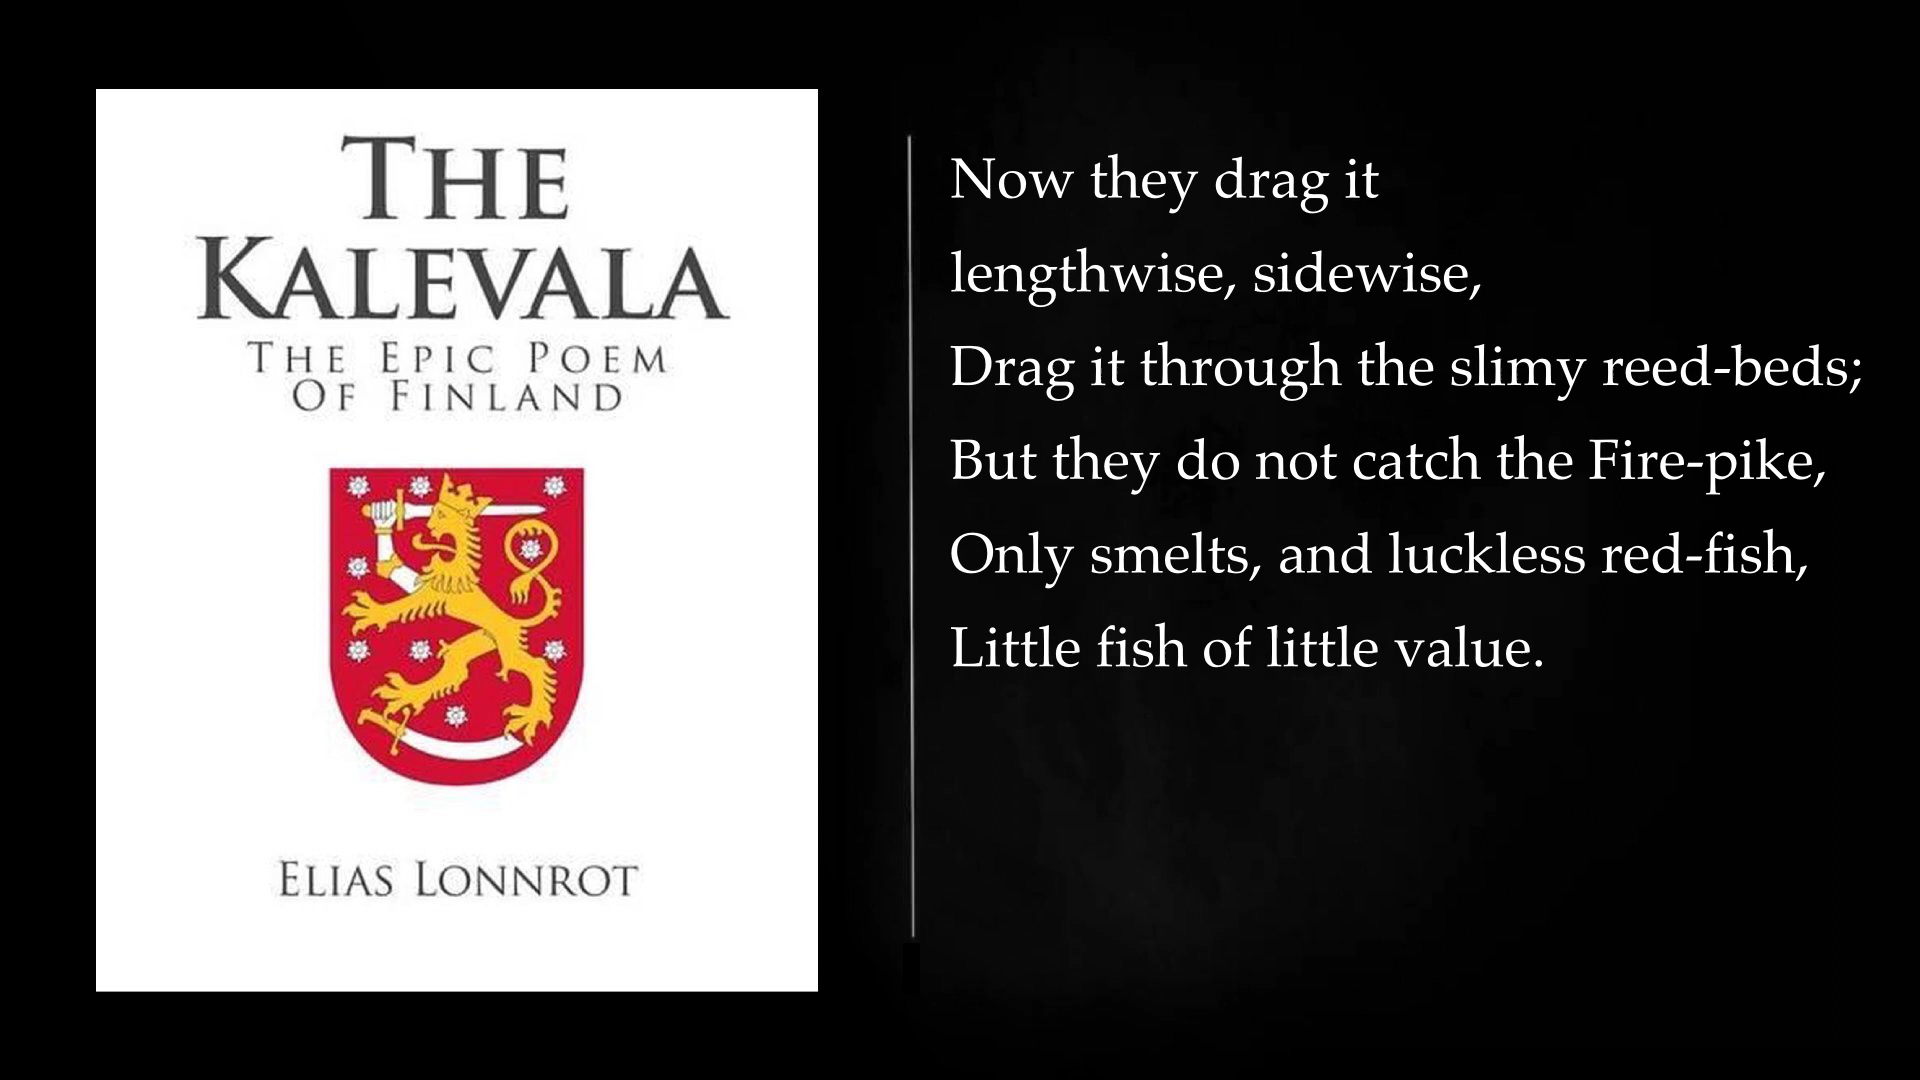 THE
KALEVALA
THE EPIC POEM
OF FINLAND
ELIAS LONNROT
Now they drag it
lengthwise, sidewise,
Drag it through the slimy reed-beds;
But they do not catch the Fire-pike,
Only smelts, and luckless red-fish,
Little fish of little value.